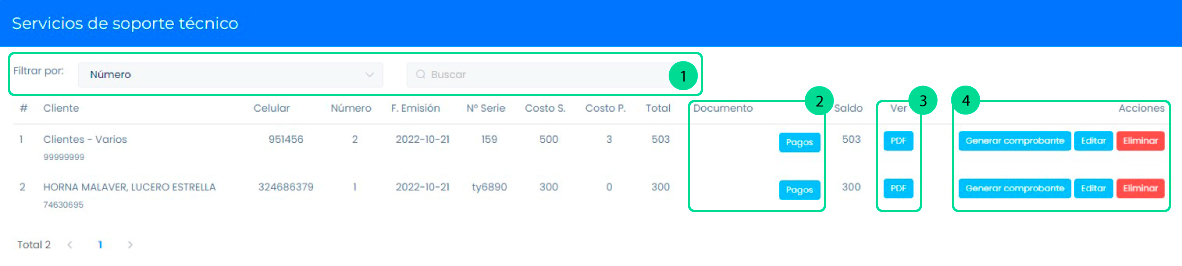 Servicios de soporte técnico
Filtrar por: Número Buscar 1
# Cliente Celular Número F. Emisión Nº Serie Costo S. Costo P. Total Documento 2 Saldo Ver 3 4 Acciones
1 Clientes - Varios 951456 2 2022-10-21 159 500 3 503 Pagos 503 PDF Generar comprobante Editar Eliminar
99999999
2 HORNA MALAVER, LUCERO ESTRELLA 324686379 1 2022-10-21 ty6890 300 0 300 Pagos 300 PDF Generar comprobante Editar Eliminar
74630695
Total 2 < 1 >